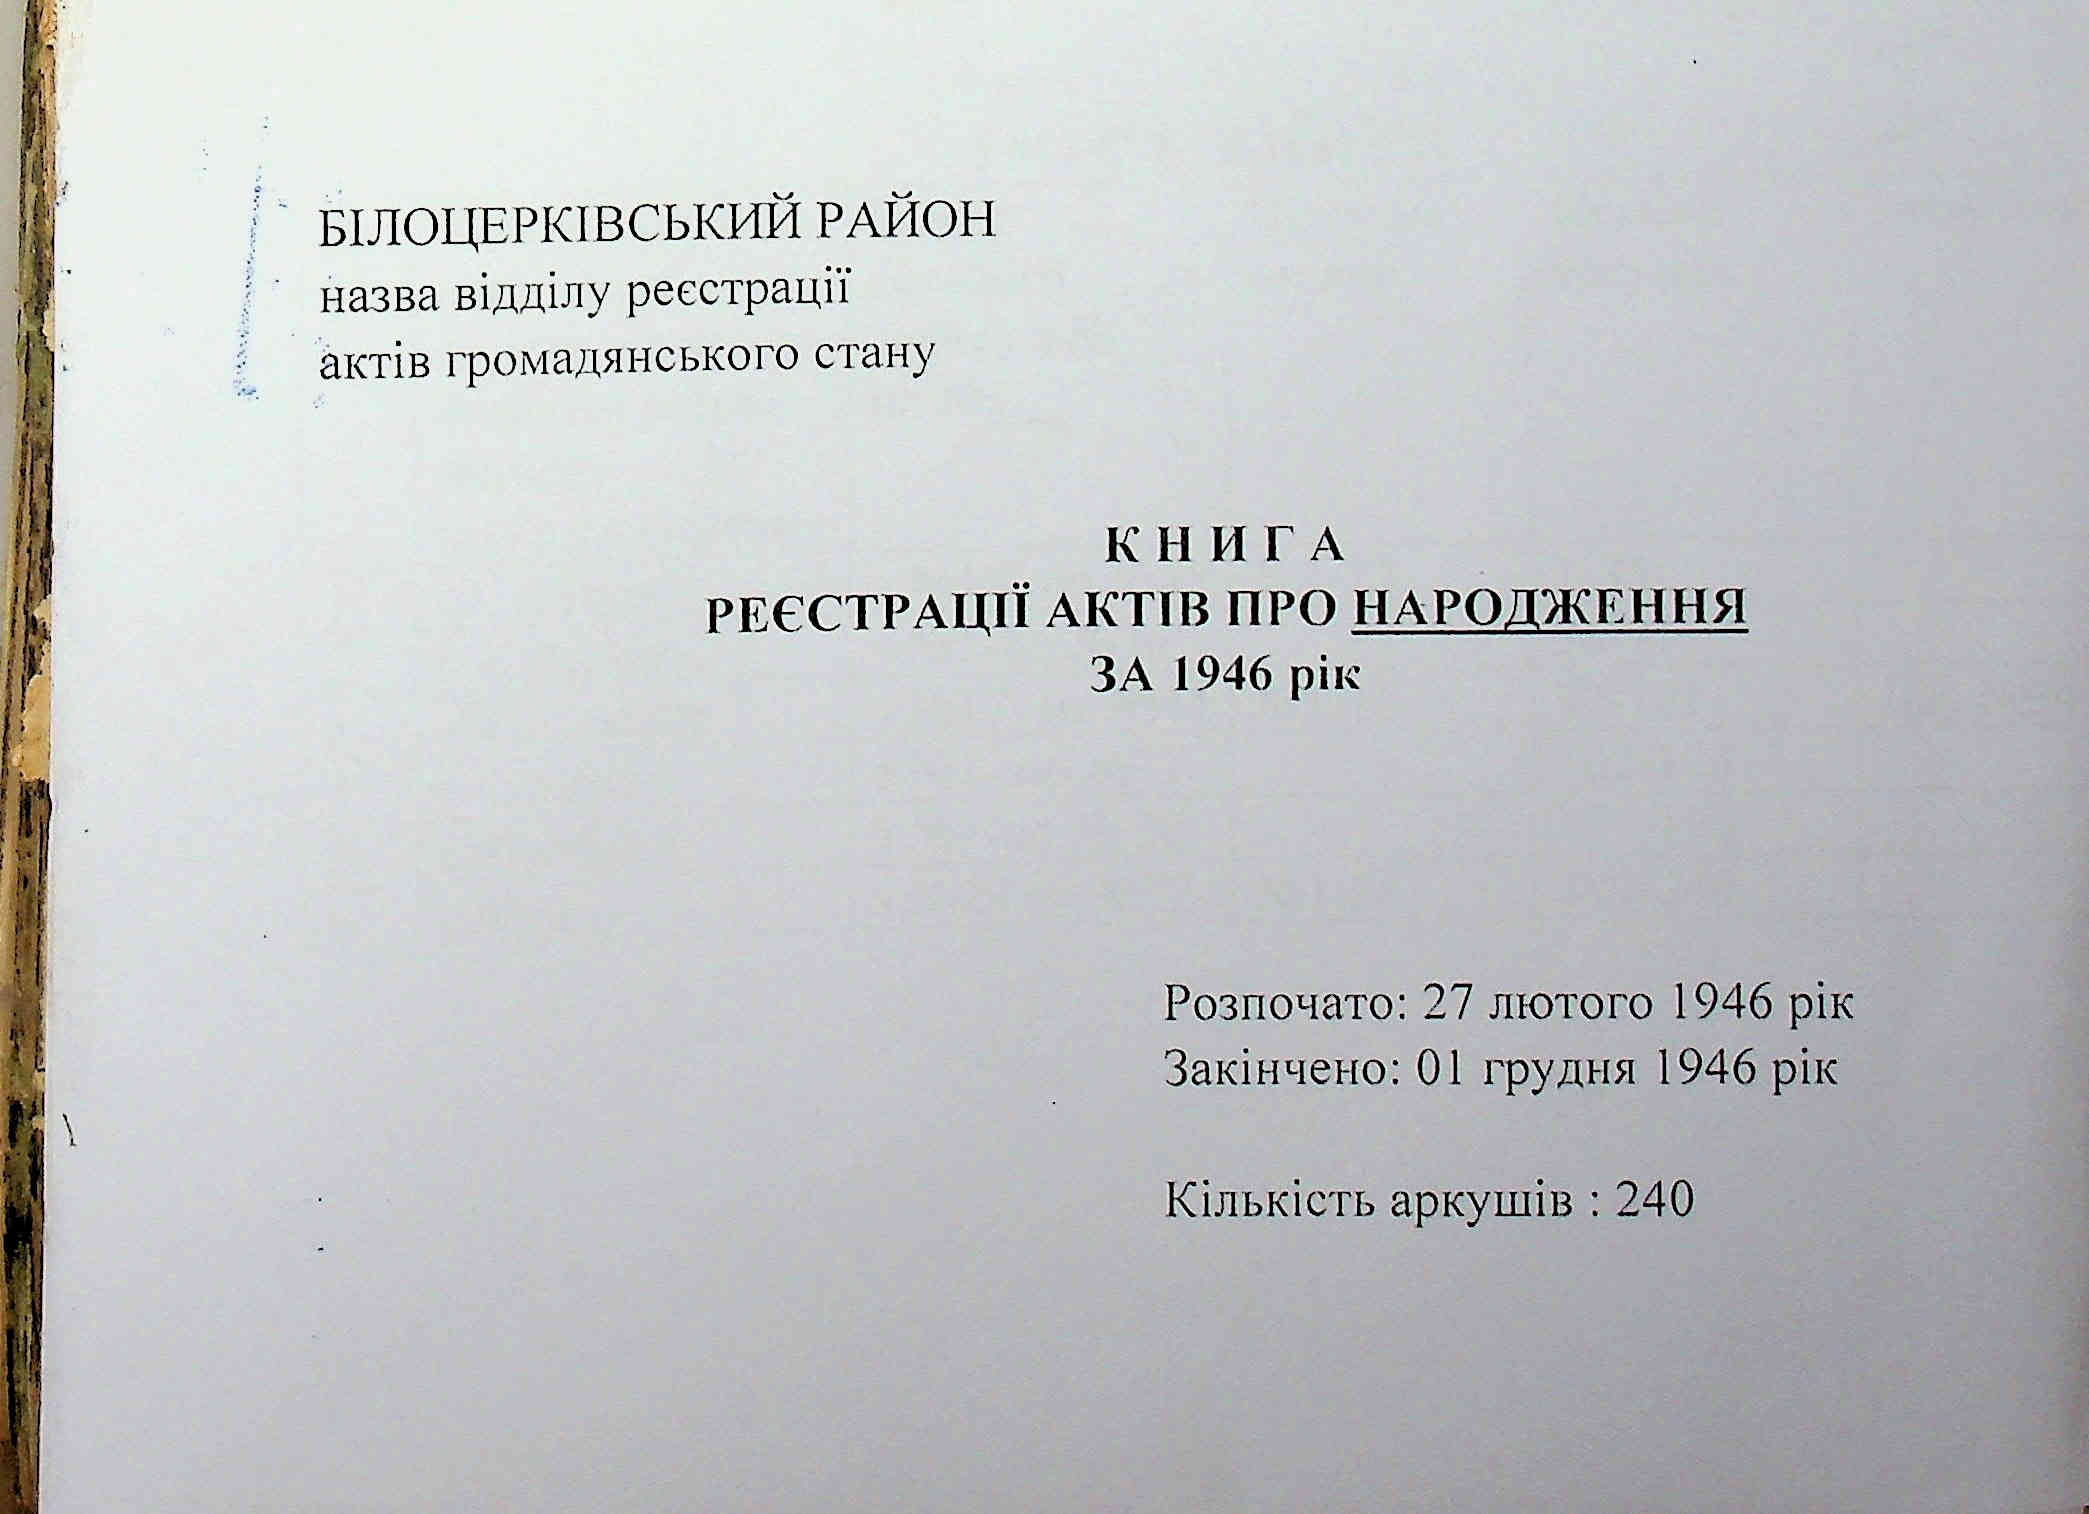 БІЛОЦЕРКІВСЬКИЙ РАЙОН
назва відділу реєстрації
актів громадянського стану
К Н И Г А
РЕЄСТРАЦІЇ АКТІВ ПРО НАРОДЖЕННЯ
ЗА 1946 рік
Розпочато: 27 лютого 1946 рік
Закінчено: 01 грудня 1946 рік
Кількість аркушів : 240